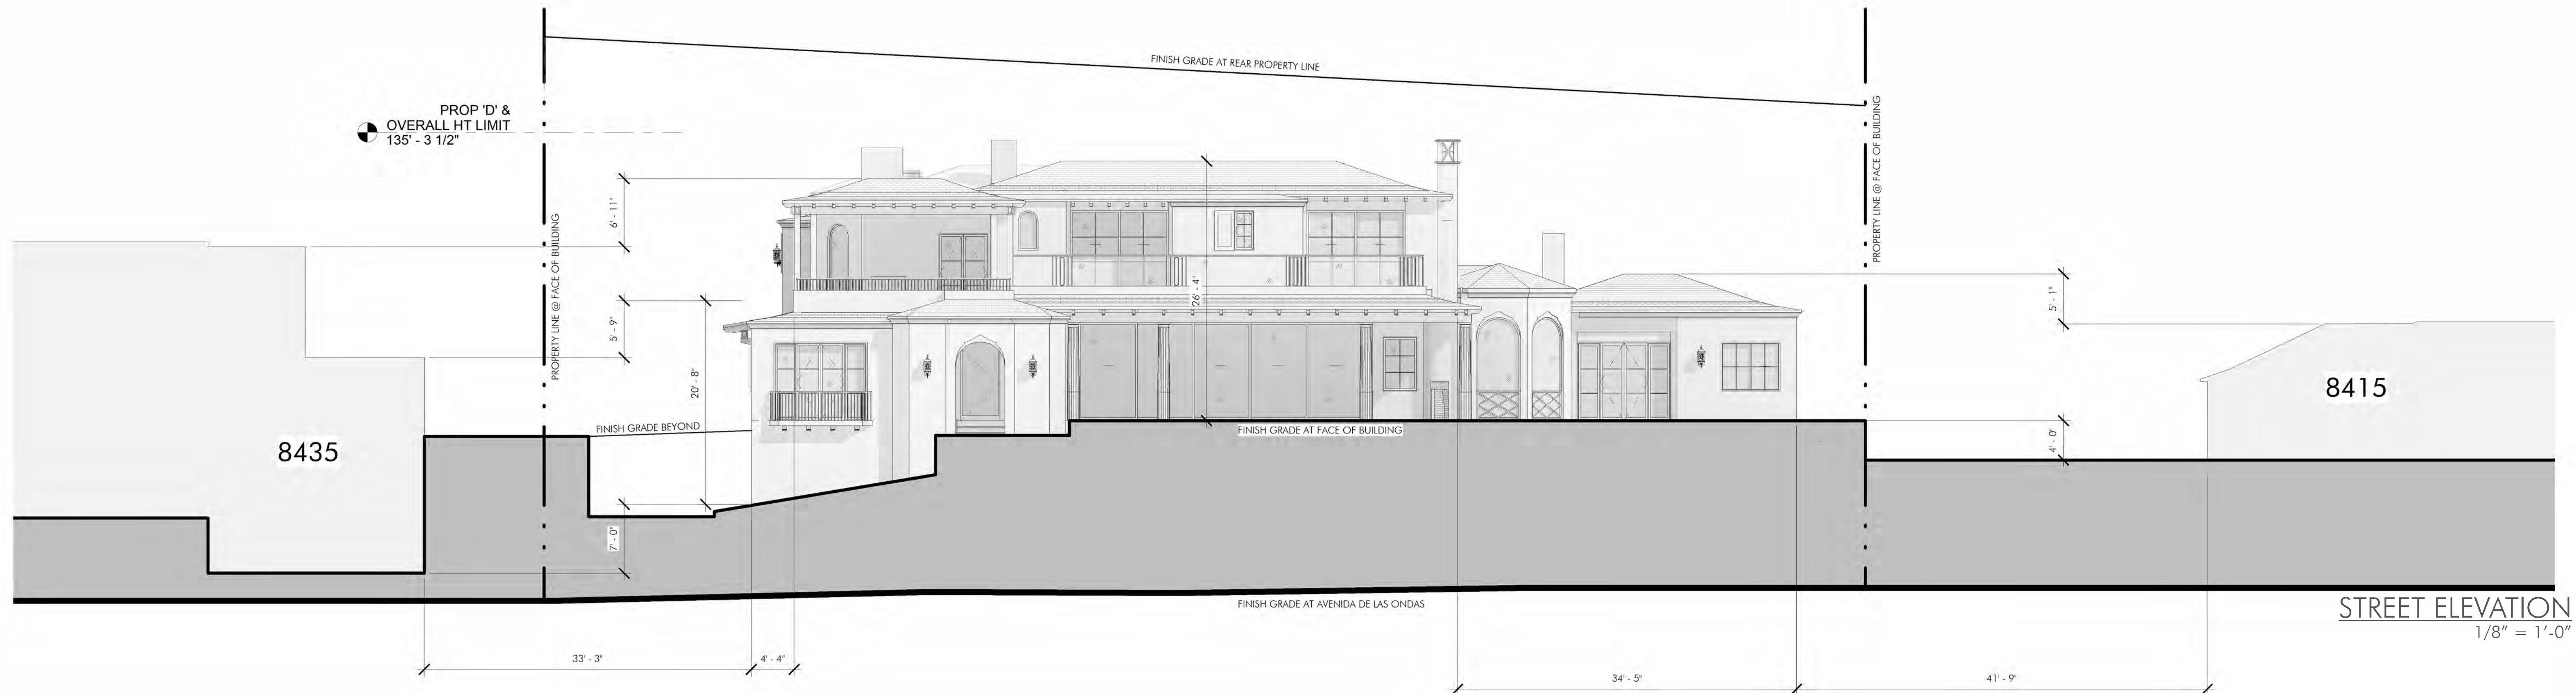 FINISH GRADE AT REAR PROPERTY LINE
PROP 'D' &
OVERALL HT LIMIT
135' - 3 1/2"
PROPERTY LINE @ FACE OF BUILDING
PROPERTY LINE @ FACE OF BUILDING
6' - 11"
5' - 9"
20' - 8"
7' - 0"
26' - 4"
5' - 1"
4' - 0"
8435
8415
FINISH GRADE BEYOND
FINISH GRADE AT FACE OF BUILDING
FINISH GRADE AT AVENIDA DE LAS ONDAS
STREET ELEVATION
1/8" = 1'-0"
33' - 3"
4' - 4"
34' - 5"
41' - 9"